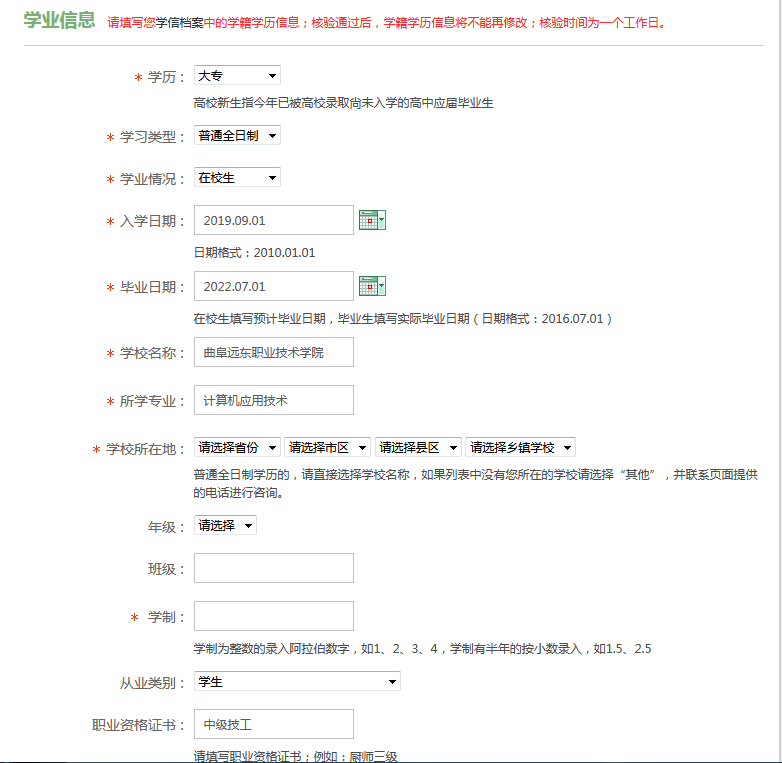 学业信息 请填写您学信档案中的学籍学历信息；核验通过后，学籍学历信息将不能再修改；核验时间为一个工作日。
* 学历： 大专
高校新生指今年已被高校录取尚未入学的高中应届毕业生
* 学习类型： 普通全日制
* 学业情况： 在校生
* 入学日期： 2019.09.01
日期格式：2010.01.01
* 毕业日期： 2022.07.01
在校生填写预计毕业日期，毕业生填写实际毕业日期（日期格式：2016.07.01）
* 学校名称： 曲阜远东职业技术学院
* 所学专业： 计算机应用技术
* 学校所在地： 请选择省份 请选择市区 请选择县区 请选择乡镇学校
普通全日制学历的，请直接选择学校名称，如果列表中没有您所在的学校请选择“其他”，并联系页面提供
的电话进行咨询。
年级： 请选择
班级：
* 学制：
学制为整数的录入阿拉伯数字，如1、2、3、4，学制有半年的按小数录入，如1.5、2.5
从业类别： 学生
职业资格证书： 中级技工
请填写职业资格证书；例如：厨师三级